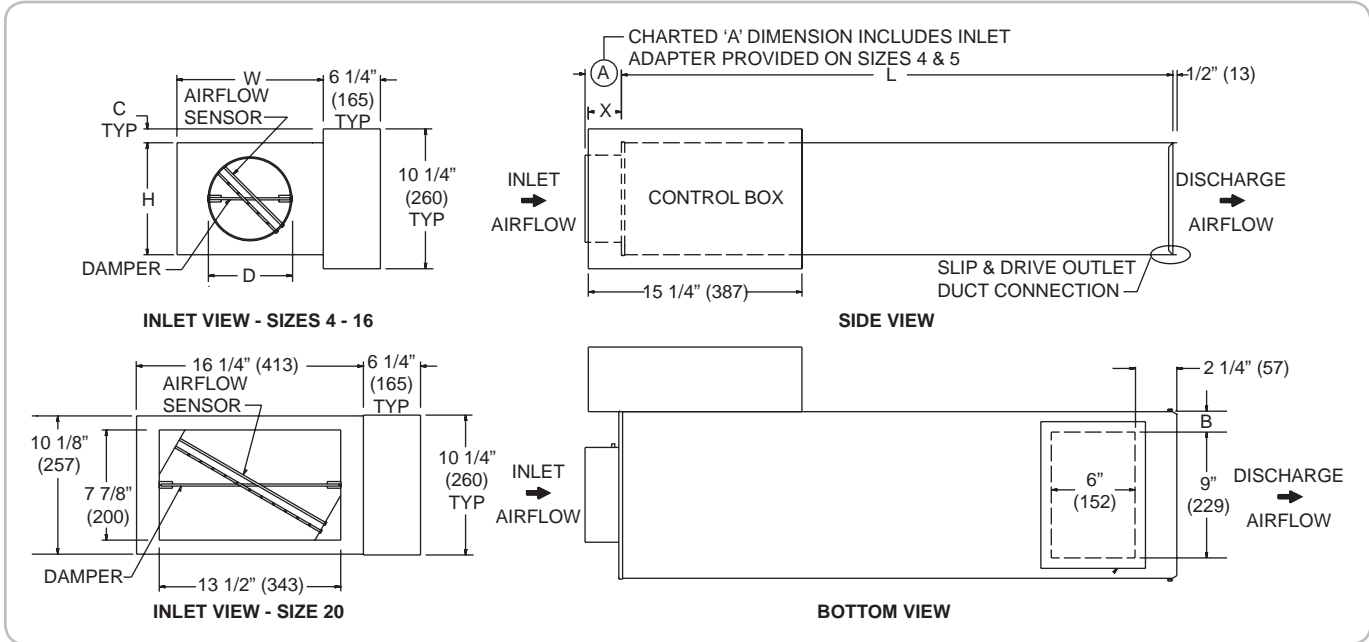 CHARTED ‘A’ DIMENSION INCLUDES INLET
ADAPTER PROVIDED ON SIZES 4 & 5
W
6 1/4”
(165)
TYP
AIRFLOW
SENSOR
C
TYP
H
10 1/4”
(260)
TYP
DAMPER
D
INLET VIEW - SIZES 4 - 16
A
X
L
1/2” (13)
INLET
AIRFLOW
CONTROL BOX
DISCHARGE
AIRFLOW
15 1/4” (387)
SLIP & DRIVE OUTLET
DUCT CONNECTION
SIDE VIEW
16 1/4” (413)
6 1/4”
(165)
TYP
AIRFLOW
SENSOR
10 1/8”
(257)
7 7/8”
(200)
10 1/4”
(260)
TYP
DAMPER
13 1/2” (343)
INLET VIEW - SIZE 20
2 1/4” (57)
B
INLET
AIRFLOW
6”
(152)
9”
(229)
DISCHARGE
AIRFLOW
BOTTOM VIEW